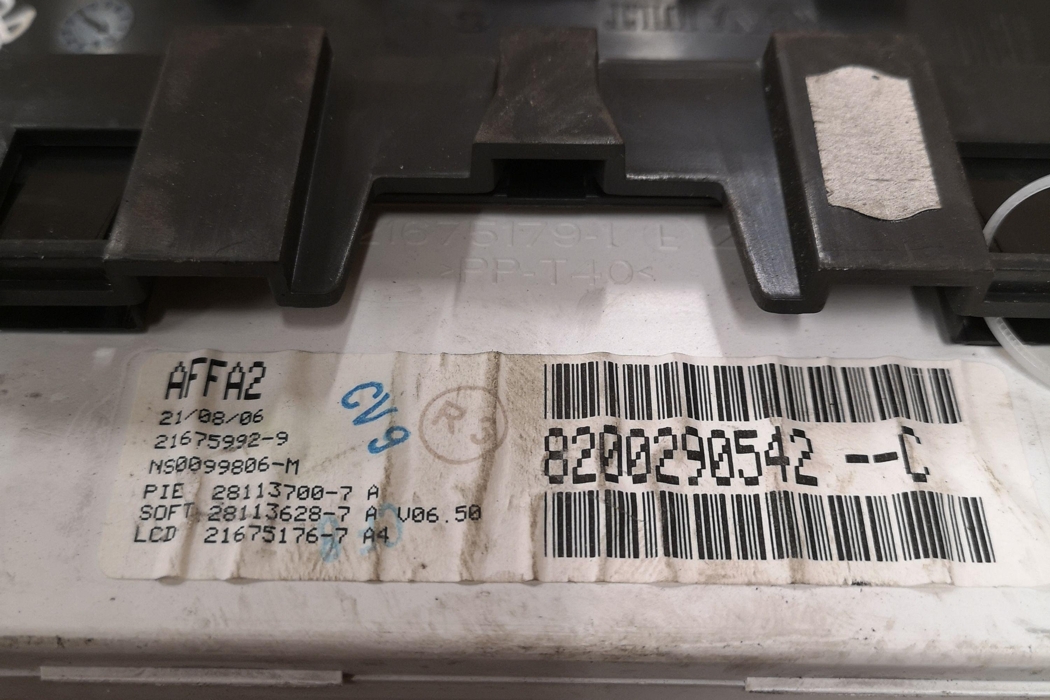 21675179-1
>PP-T40<
AFFA2
21/08/06
21675992-9
NS0099806-M
PIE 28113700-7 A
SOFT 28113628-7 A V06.50
LCD 21675176-7 A4
CV9
R3
8200290542 --C